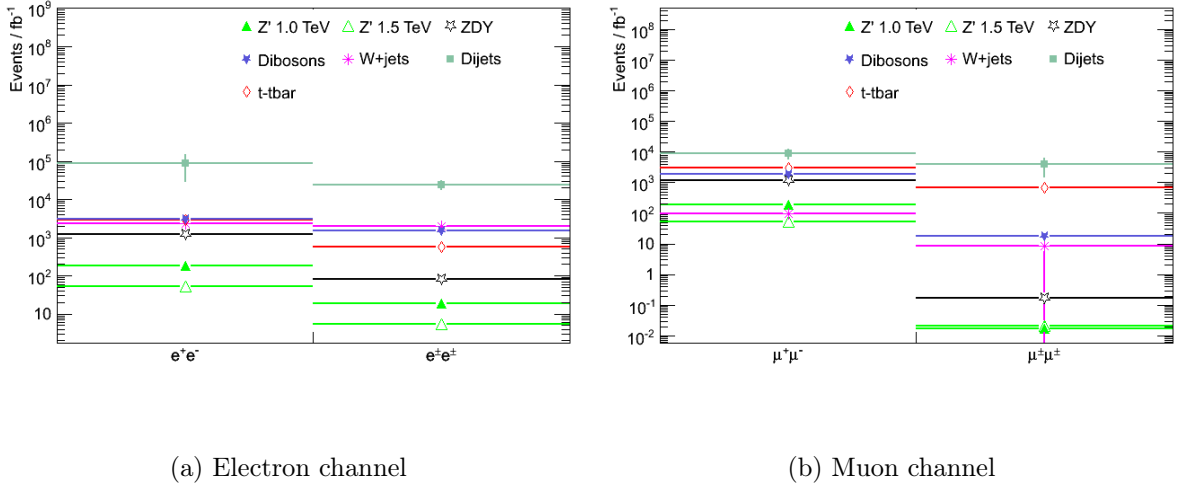 Events / fb⁻¹
10⁹
10⁸
10⁷
10⁶
10⁵
10⁴
10³
10²
10
Z' 1.0 TeV Z' 1.5 TeV ZDY
Dibosons W+jets Dijets
t-tbar
e⁺e⁻ e±e±
(a) Electron channel
Events / fb⁻¹
10⁸
10⁷
10⁶
10⁵
10⁴
10³
10²
10
1
10⁻¹
10⁻²
Z' 1.0 TeV Z' 1.5 TeV ZDY
Dibosons W+jets Dijets
t-tbar
μ⁺μ⁻ μ±μ±
(b) Muon channel